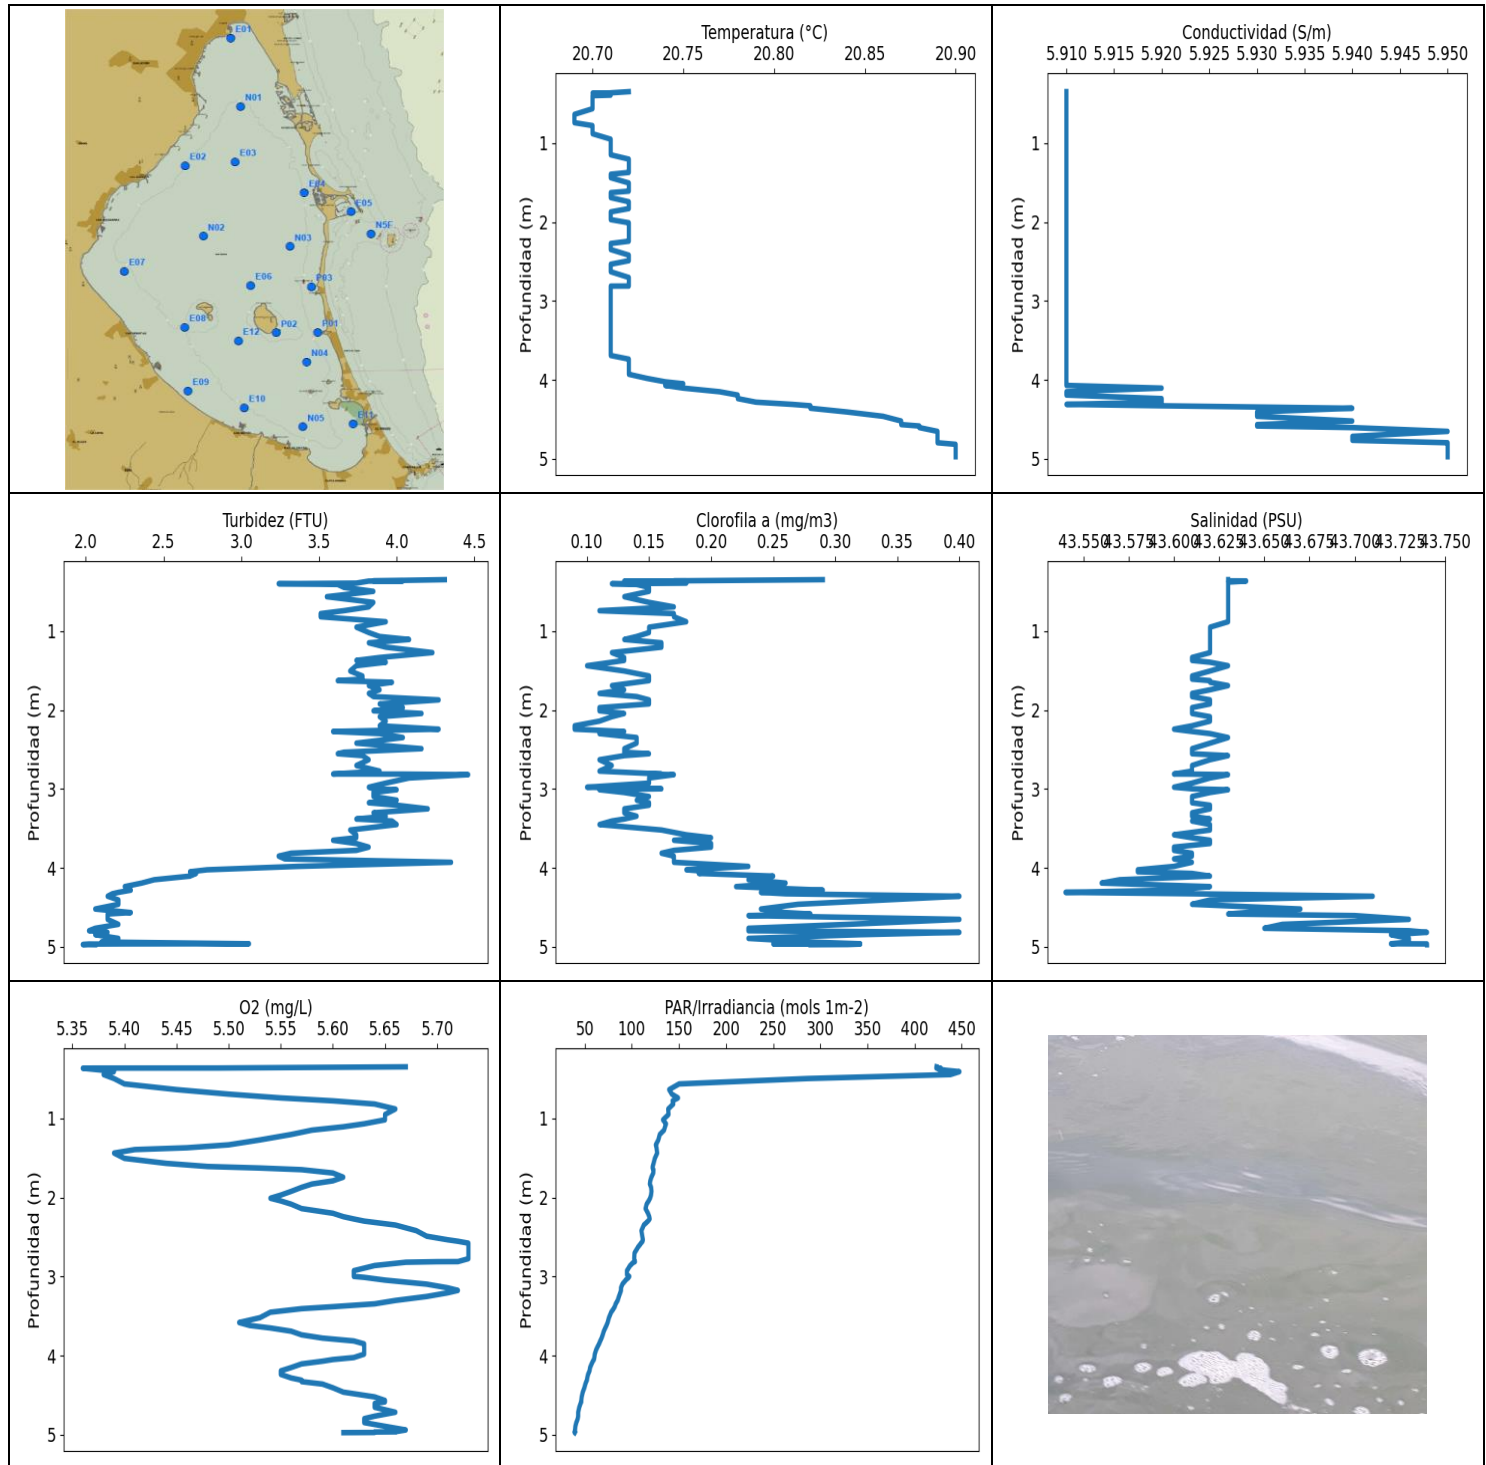 E01
N01
E02
E03
E04
E05
N5E
N02
N03
E07
E06
P03
E08
P02
P01
E12
N04
E09
E10
N05
E11
Temperatura (°C)
20.70 20.75 20.80 20.85 20.90
Profundidad (m)
1
2
3
4
5
Conductividad (S/m)
5.910 5.915 5.920 5.925 5.930 5.935 5.940 5.945 5.950
Profundidad (m)
1
2
3
4
5
Turbidez (FTU)
2.0 2.5 3.0 3.5 4.0 4.5
Profundidad (m)
1
2
3
4
5
Clorofila a (mg/m3)
0.10 0.15 0.20 0.25 0.30 0.35 0.40
Profundidad (m)
1
2
3
4
5
Salinidad (PSU)
43.550 43.575 43.600 43.625 43.650 43.675 43.700 43.725 43.750
Profundidad (m)
1
2
3
4
5
O2 (mg/L)
5.35 5.40 5.45 5.50 5.55 5.60 5.65 5.70
Profundidad (m)
1
2
3
4
5
PAR/Irradiancia (mols 1m-2)
50 100 150 200 250 300 350 400 450
Profundidad (m)
1
2
3
4
5